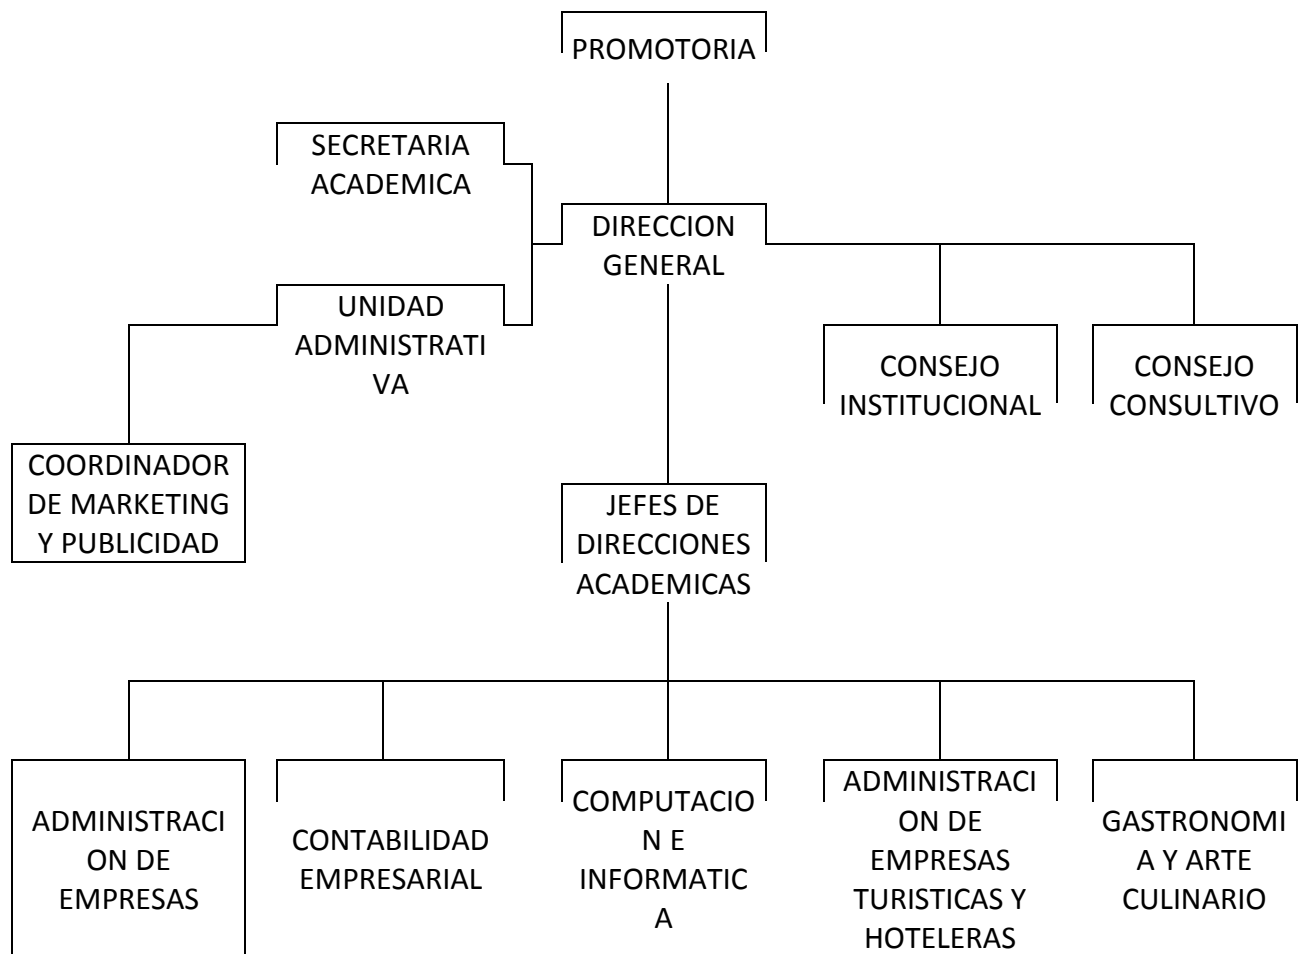 PROMOTORIA
SECRETARIA
ACADEMICA
DIRECCION
GENERAL
UNIDAD
ADMINISTRATI
VA
CONSEJO
INSTITUCIONAL
CONSEJO
CONSULTIVO
COORDINADOR
DE MARKETING
Y PUBLICIDAD
JEFES DE
DIRECCIONES
ACADEMICAS
ADMINISTRACI
ON DE
EMPRESAS
CONTABILIDAD
EMPRESARIAL
COMPUTACIO
N E
INFORMATIC
A
ADMINISTRACI
ON DE
EMPRESAS
TURISTICAS Y
HOTELERAS
GASTRONOMI
A Y ARTE
CULINARIO